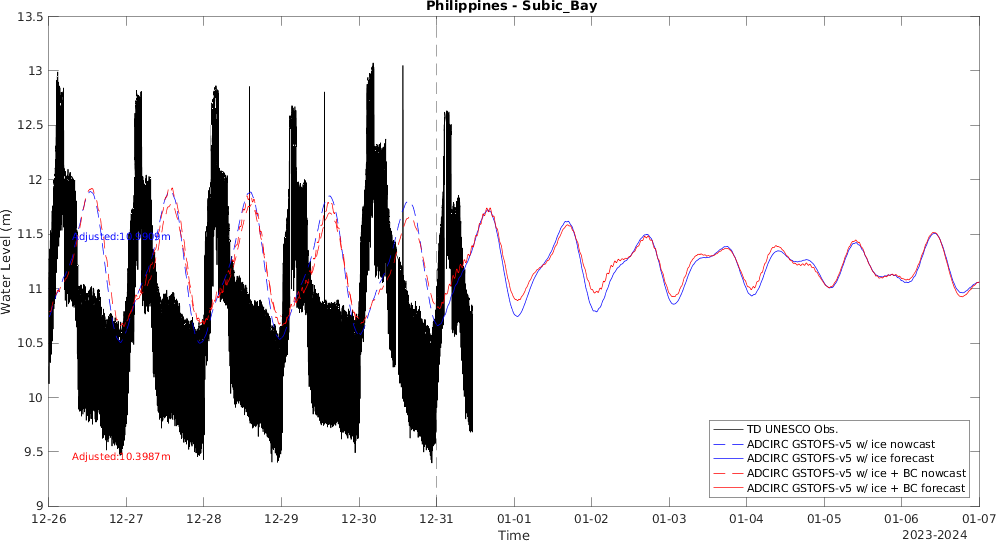 Philippines - Subic_Bay
Water Level (m)
13.5
13
12.5
12
11.5
11
10.5
10
9.5
9
Adjusted:10.3987m
TD UNESCO Obs.
ADCIRC GSTOFS-v5 w/ ice nowcast
ADCIRC GSTOFS-v5 w/ ice forecast
ADCIRC GSTOFS-v5 w/ ice + BC nowcast
ADCIRC GSTOFS-v5 w/ ice + BC forecast
12-26
12-27
12-28
12-29
12-30
12-31
01-01
01-02
01-03
01-04
01-05
01-06
01-07
Time
2023-2024